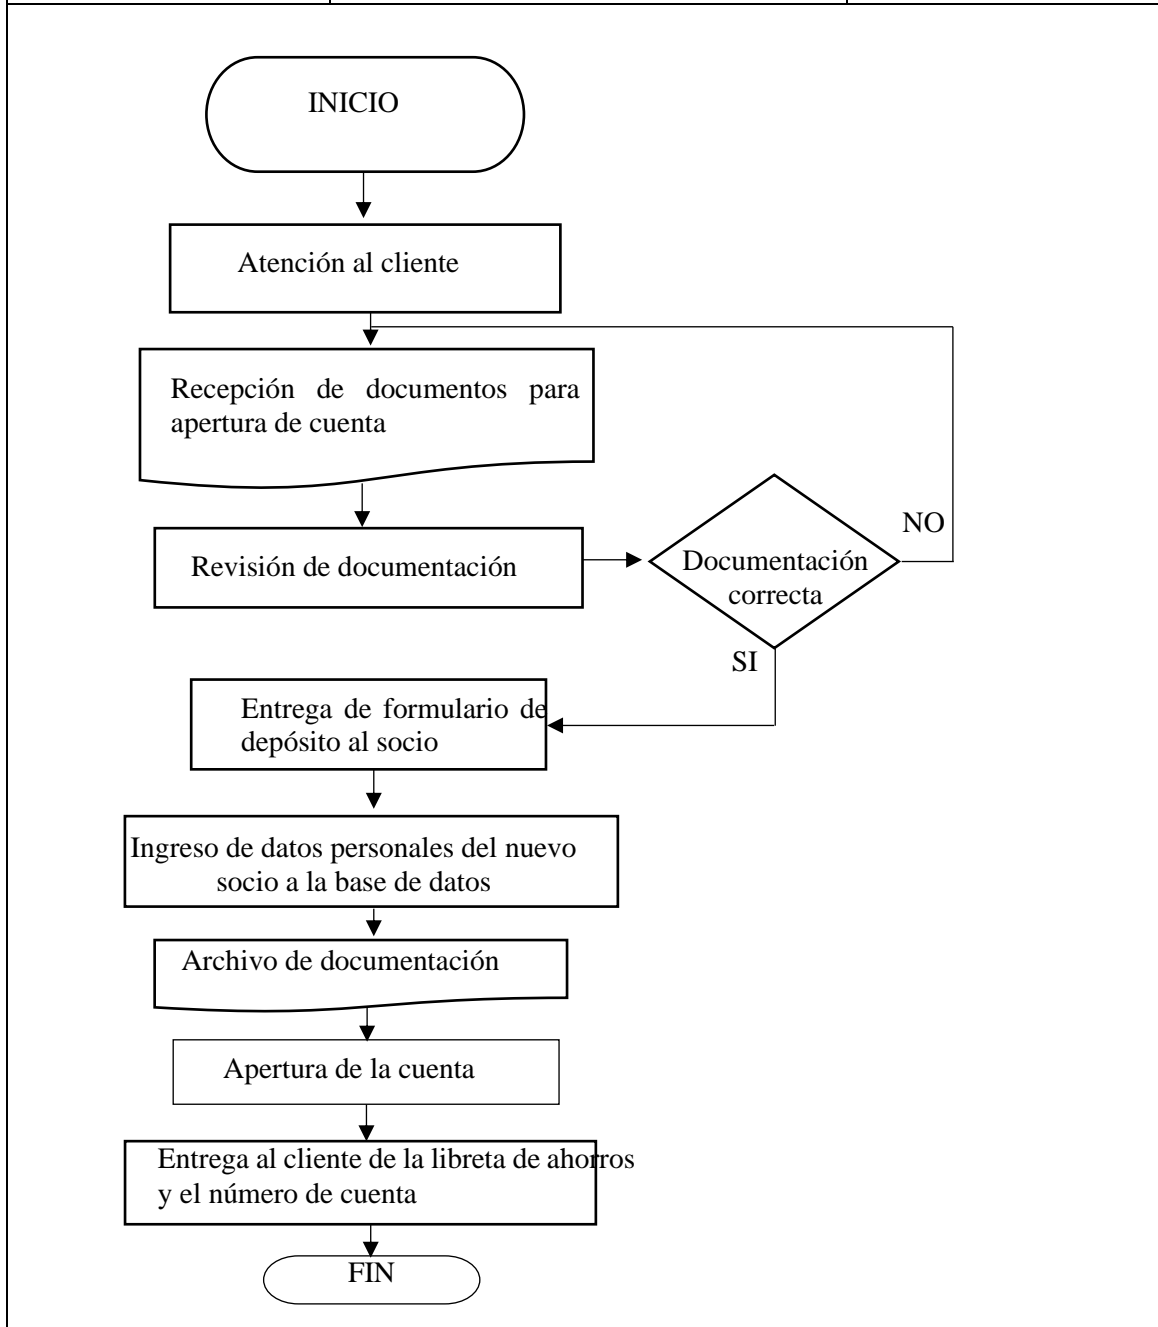 INICIO
Atención al cliente
Recepción de documentos para
apertura de cuenta
Revisión de documentación
Documentación
correcta
NO
SI
Entrega de formulario de
depósito al socio
Ingreso de datos personales del nuevo
socio a la base de datos
Archivo de documentación
Apertura de la cuenta
Entrega al cliente de la libreta de ahorros
y el número de cuenta
FIN